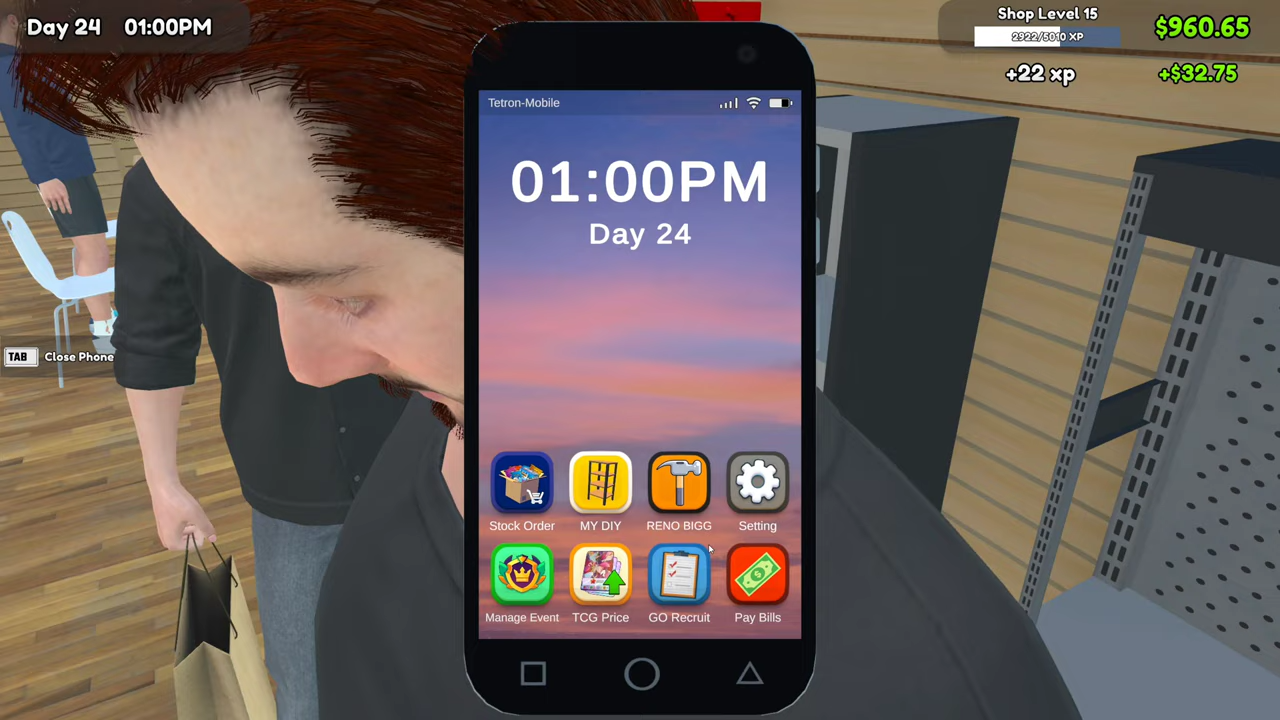 Day 24 01:00PM
Shop Level 15
2922/5010 XP
$960.65
+22 xp
+$32.75
Tetron-Mobile
01:00PM
Day 24
TAB Close Phone
Stock Order
MY DIY
RENO BIGG
Setting
Manage Event
TCG Price
GO Recruit
Pay Bills